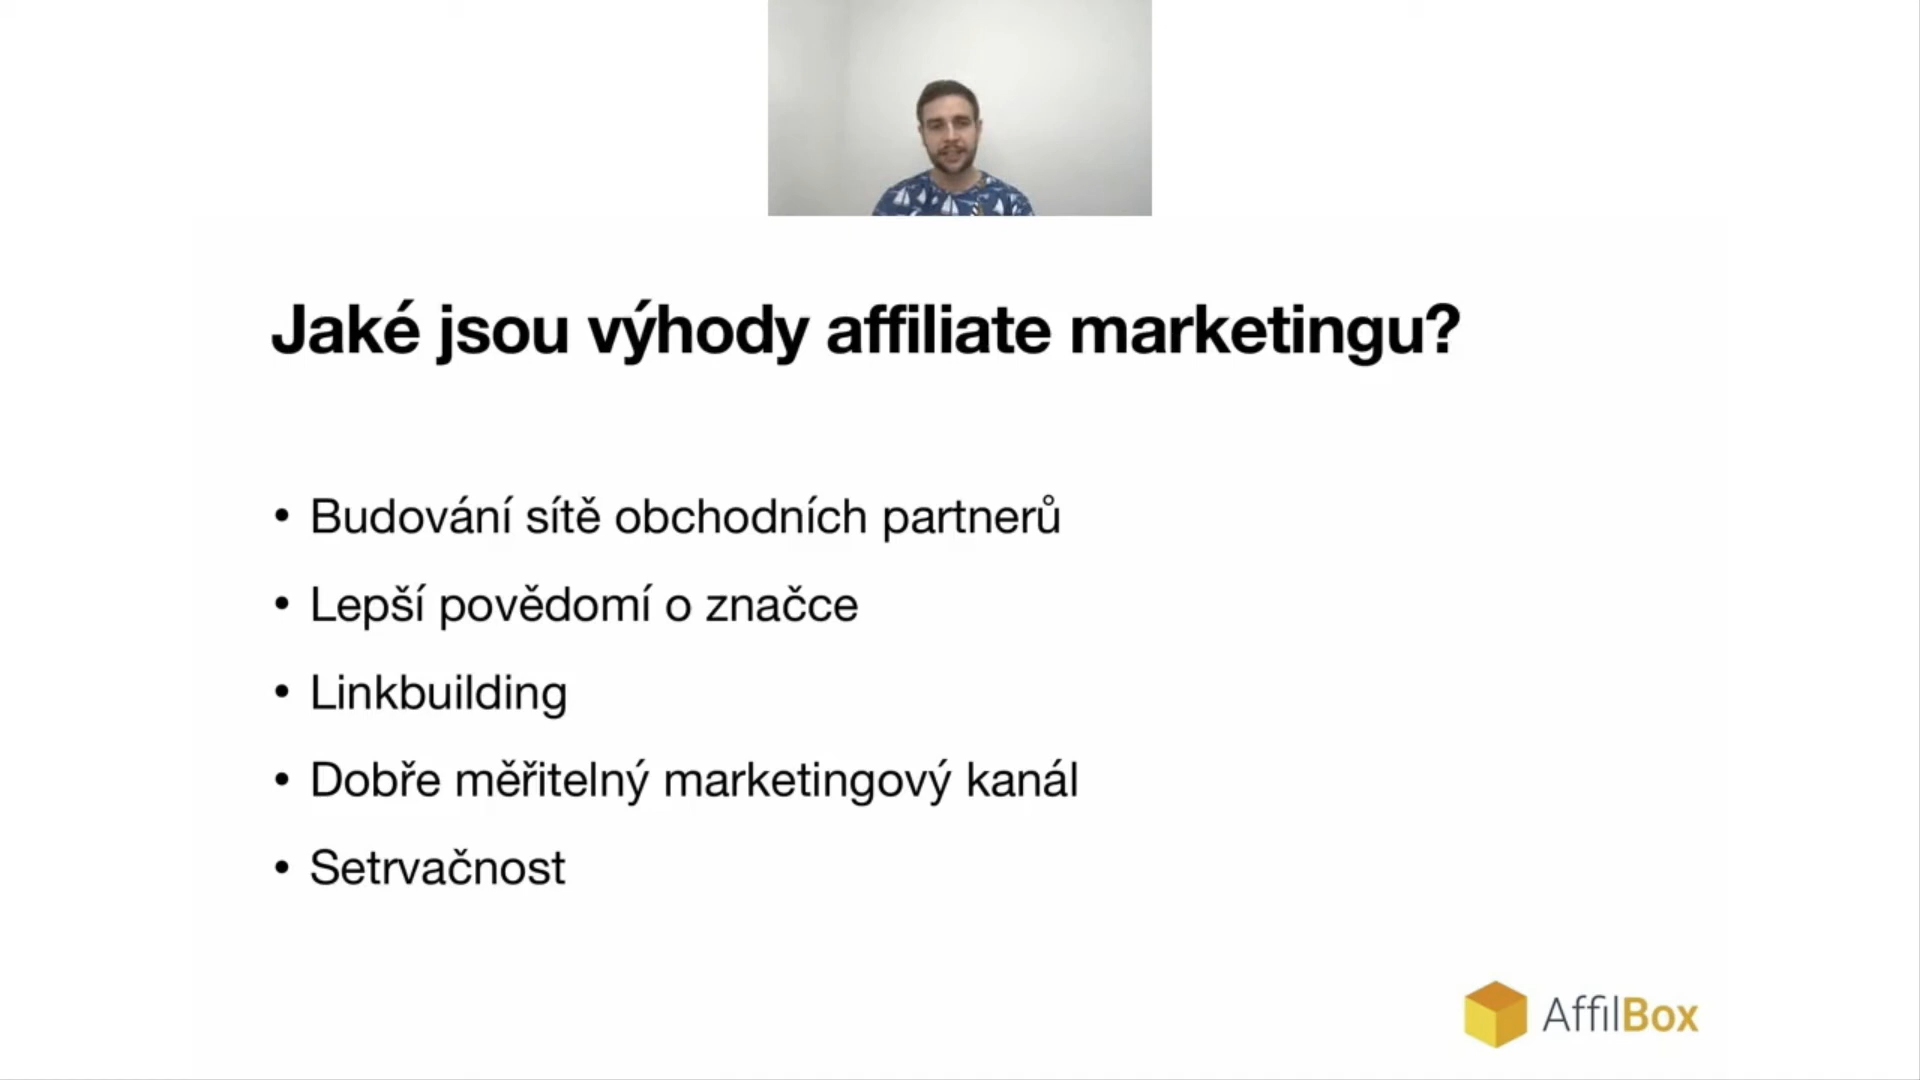 Jaké jsou výhody affiliate marketingu?
• Budování sítě obchodních partnerů
• Lepší povědomí o značce
• Linkbuilding
• Dobře měřitelný marketingový kanál
• Setrvačnost
AffilBox